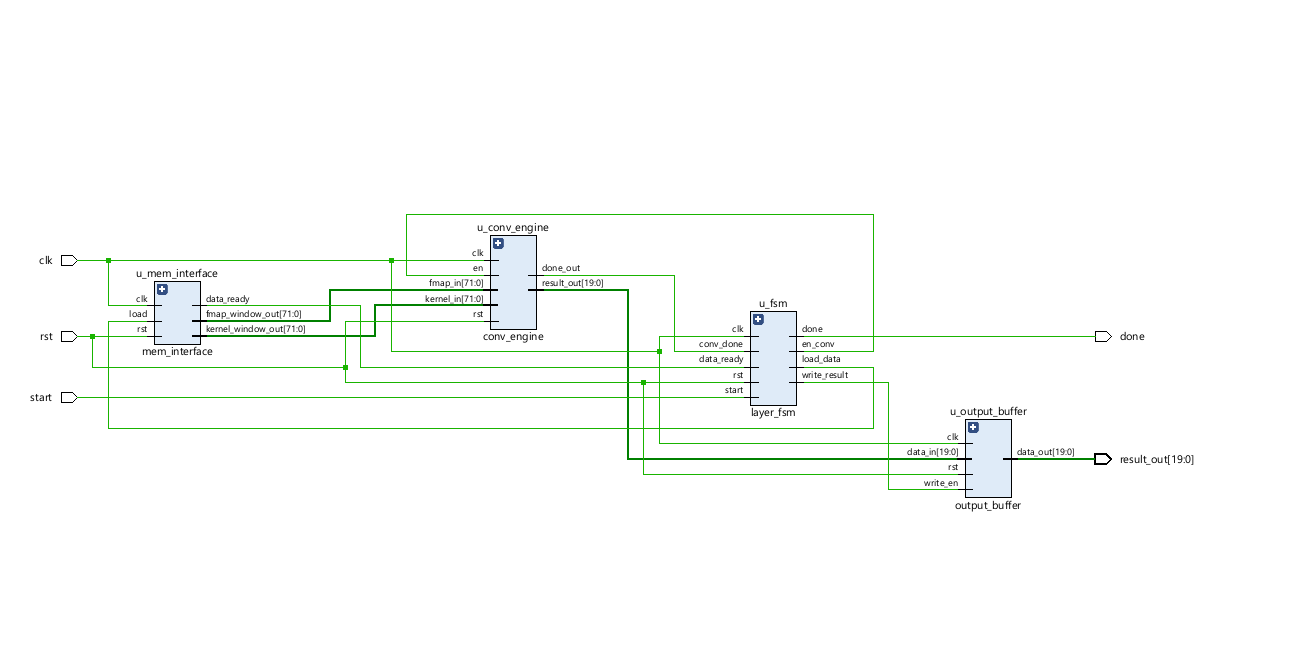 clk
rst
start
u_mem_interface
clk
load
rst
data_ready
fmap_window_out[71:0]
kernel_window_out[71:0]
mem_interface
u_conv_engine
clk
en
fmap_in[71:0]
kernel_in[71:0]
rst
done_out
result_out[19:0]
conv_engine
u_fsm
clk
conv_done
data_ready
rst
start
done
en_conv
load_data
write_result
layer_fsm
u_output_buffer
clk
data_in[19:0]
rst
write_en
data_out[19:0]
output_buffer
done
result_out[19:0]